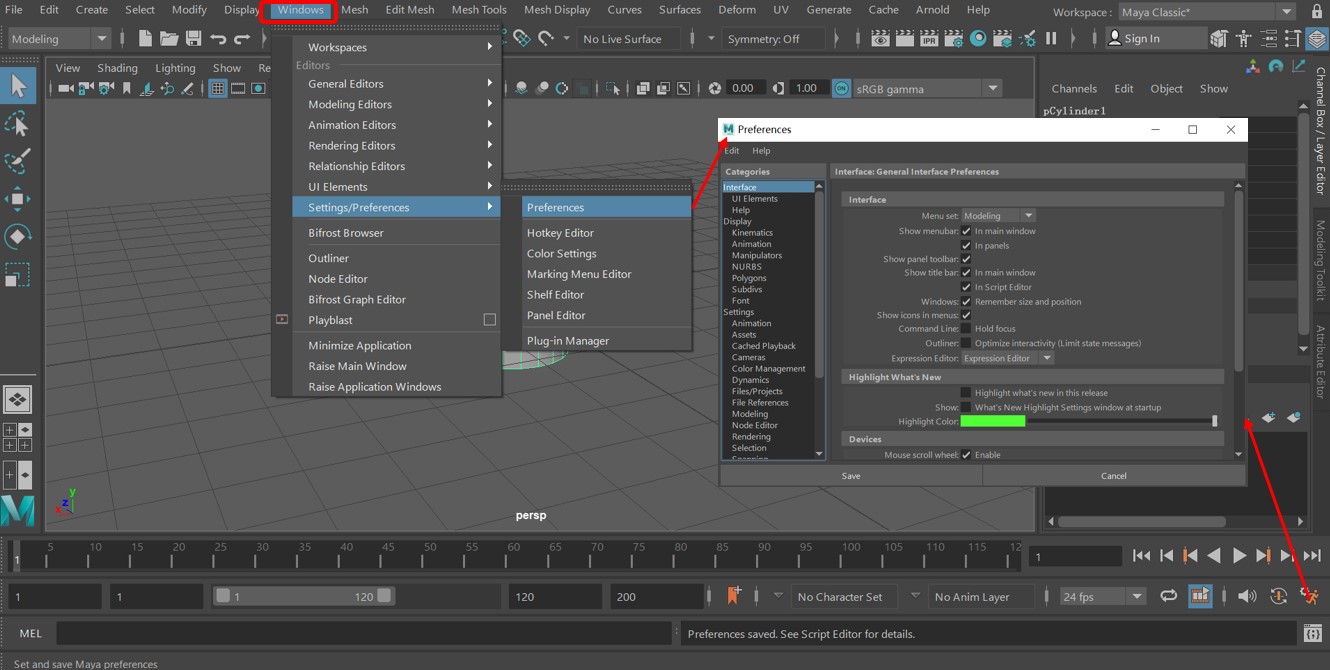 File Edit Create Select Modify Display Windows Mesh Edit Mesh Mesh Tools Mesh Display Curves Surfaces Deform UV Generate Cache Arnold Help Workspace : Maya Classic*
Modeling No Live Surface Symmetry: Off IPR Sign In
View Shading Lighting Show Re
0.00 1.00 ON sRGB gamma
Channels Edit Object Show
pCylinder1
Channel Box / Layer Editor
Modeling Toolkit
Attribute Editor
Workspaces
Editors
General Editors
Modeling Editors
Animation Editors
Rendering Editors
Relationship Editors
UI Elements
Settings/Preferences
Bifrost Browser
Outliner
Node Editor
Bifrost Graph Editor
Playblast
Minimize Application
Raise Main Window
Raise Application Windows
Preferences
Hotkey Editor
Color Settings
Marking Menu Editor
Shelf Editor
Panel Editor
Plug-in Manager
M Preferences
Edit Help
Categories
Interface
UI Elements
Help
Display
Kinematics
Animation
Manipulators
NURBS
Polygons
Subdivs
Font
Settings
Animation
Assets
Cached Playback
Cameras
Color Management
Dynamics
Files/Projects
File References
Modeling
Node Editor
Rendering
Selection
Snapping
Interface: General Interface Preferences
Interface
Menu set: Modeling
Show menubar: In main window
In panels
Show panel toolbar:
Show title bar: In main window
In Script Editor
Windows: Remember size and position
Show icons in menus:
Command Line: Hold focus
Outliner: Optimize interactivity (Limit state messages)
Expression Editor: Expression Editor
Highlight What's New
Highlight what's new in this release
Show: What's New Highlight Settings window at startup
Highlight Color:
Devices
Mouse scroll wheel: Enable
Save Cancel
y
z
x
persp
1 5 10 15 20 25 30 35 40 45 50 55 60 65 70 75 80 85 90 95 100 105 110 115 12 1
1 1 1 120 120 200 No Character Set No Anim Layer 24 fps
MEL Preferences saved. See Script Editor for details.
Set and save Maya preferences